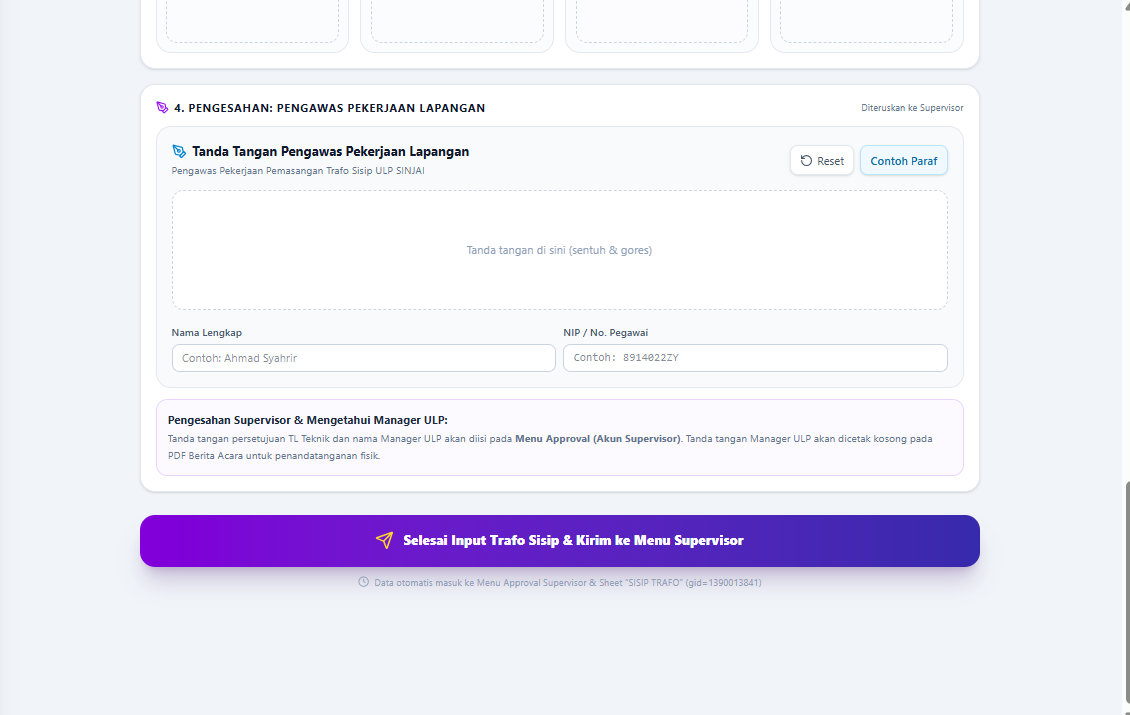 4. PENGESAHAN: PENGAWAS PEKERJAAN LAPANGAN
Diteruskan ke Supervisor
Tanda Tangan Pengawas Pekerjaan Lapangan
Pengawas Pekerjaan Pemasangan Trafo Sisip ULP SINJAI
Reset
Contoh Paraf
Tanda tangan di sini (sentuh & gores)
Nama Lengkap
NIP / No. Pegawai
Contoh: Ahmad Syahrir
Contoh: 8914022ZY
Pengesahan Supervisor & Mengetahui Manager ULP:
Tanda tangan persetujuan TL Teknik dan nama Manager ULP akan diisi pada Menu Approval (Akun Supervisor). Tanda tangan Manager ULP akan dicetak kosong pada
PDF Berita Acara untuk penandatanganan fisik.
Selesai Input Trafo Sisip & Kirim ke Menu Supervisor
Data otomatis masuk ke Menu Approval Supervisor & Sheet "SISIP TRAFO" (gid=1390013841)